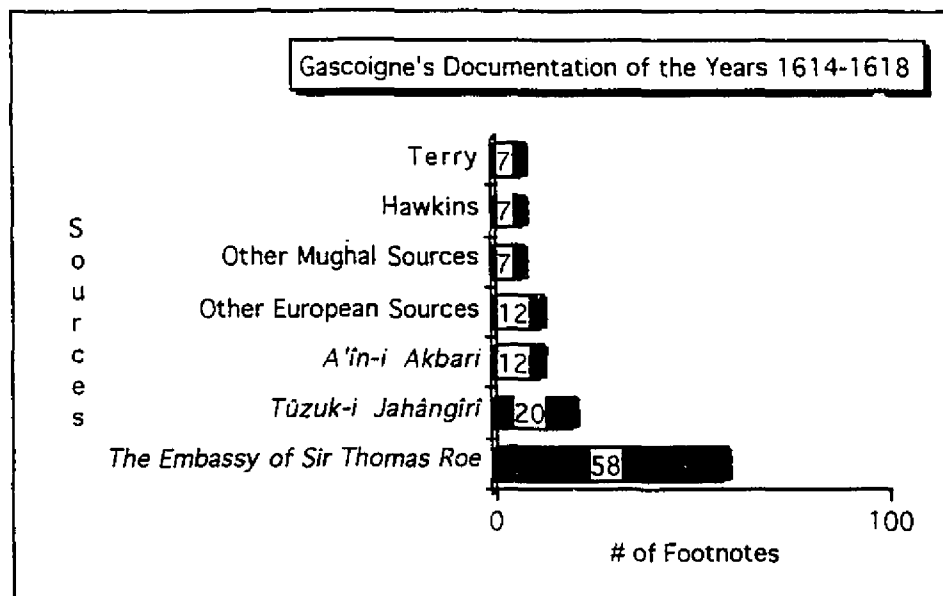 Gascoigne's Documentation of the Years 1614-1618
Sources
Terry 7
Hawkins 7
Other Mughal Sources 7
Other European Sources 12
A'în-i Akbari 12
Tûzuk-i Jahângîrî 20
The Embassy of Sir Thomas Roe 58
0 100
# of Footnotes